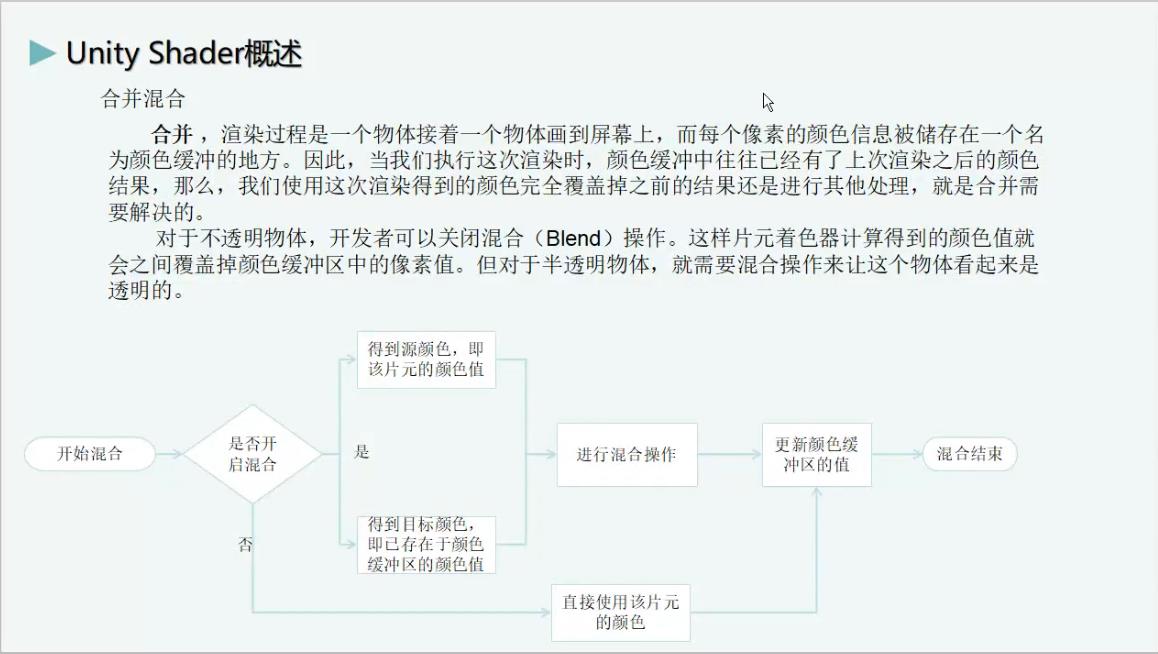 Unity Shader概述
合并混合
合并，渲染过程是一个物体接着一个物体画到屏幕上，而每个像素的颜色信息被储存在一个名
为颜色缓冲的地方。因此，当我们执行这次渲染时，颜色缓冲中往往已经有了上次渲染之后的颜色
结果，那么，我们使用这次渲染得到的颜色完全覆盖掉之前的结果还是进行其他处理，就是合并需
要解决的。
对于不透明物体，开发者可以关闭混合（Blend）操作。这样片元着色器计算得到的颜色值就
会之间覆盖掉颜色缓冲区中的像素值。但对于半透明物体，就需要混合操作来让这个物体看起来是
透明的。
得到源颜色，即
该片元的颜色值
开始混合
是否开
启混合
是
进行混合操作
更新颜色缓
冲区的值
混合结束
得到目标颜色，
即已存在于颜色
缓冲区的颜色值
否
直接使用该片元
的颜色